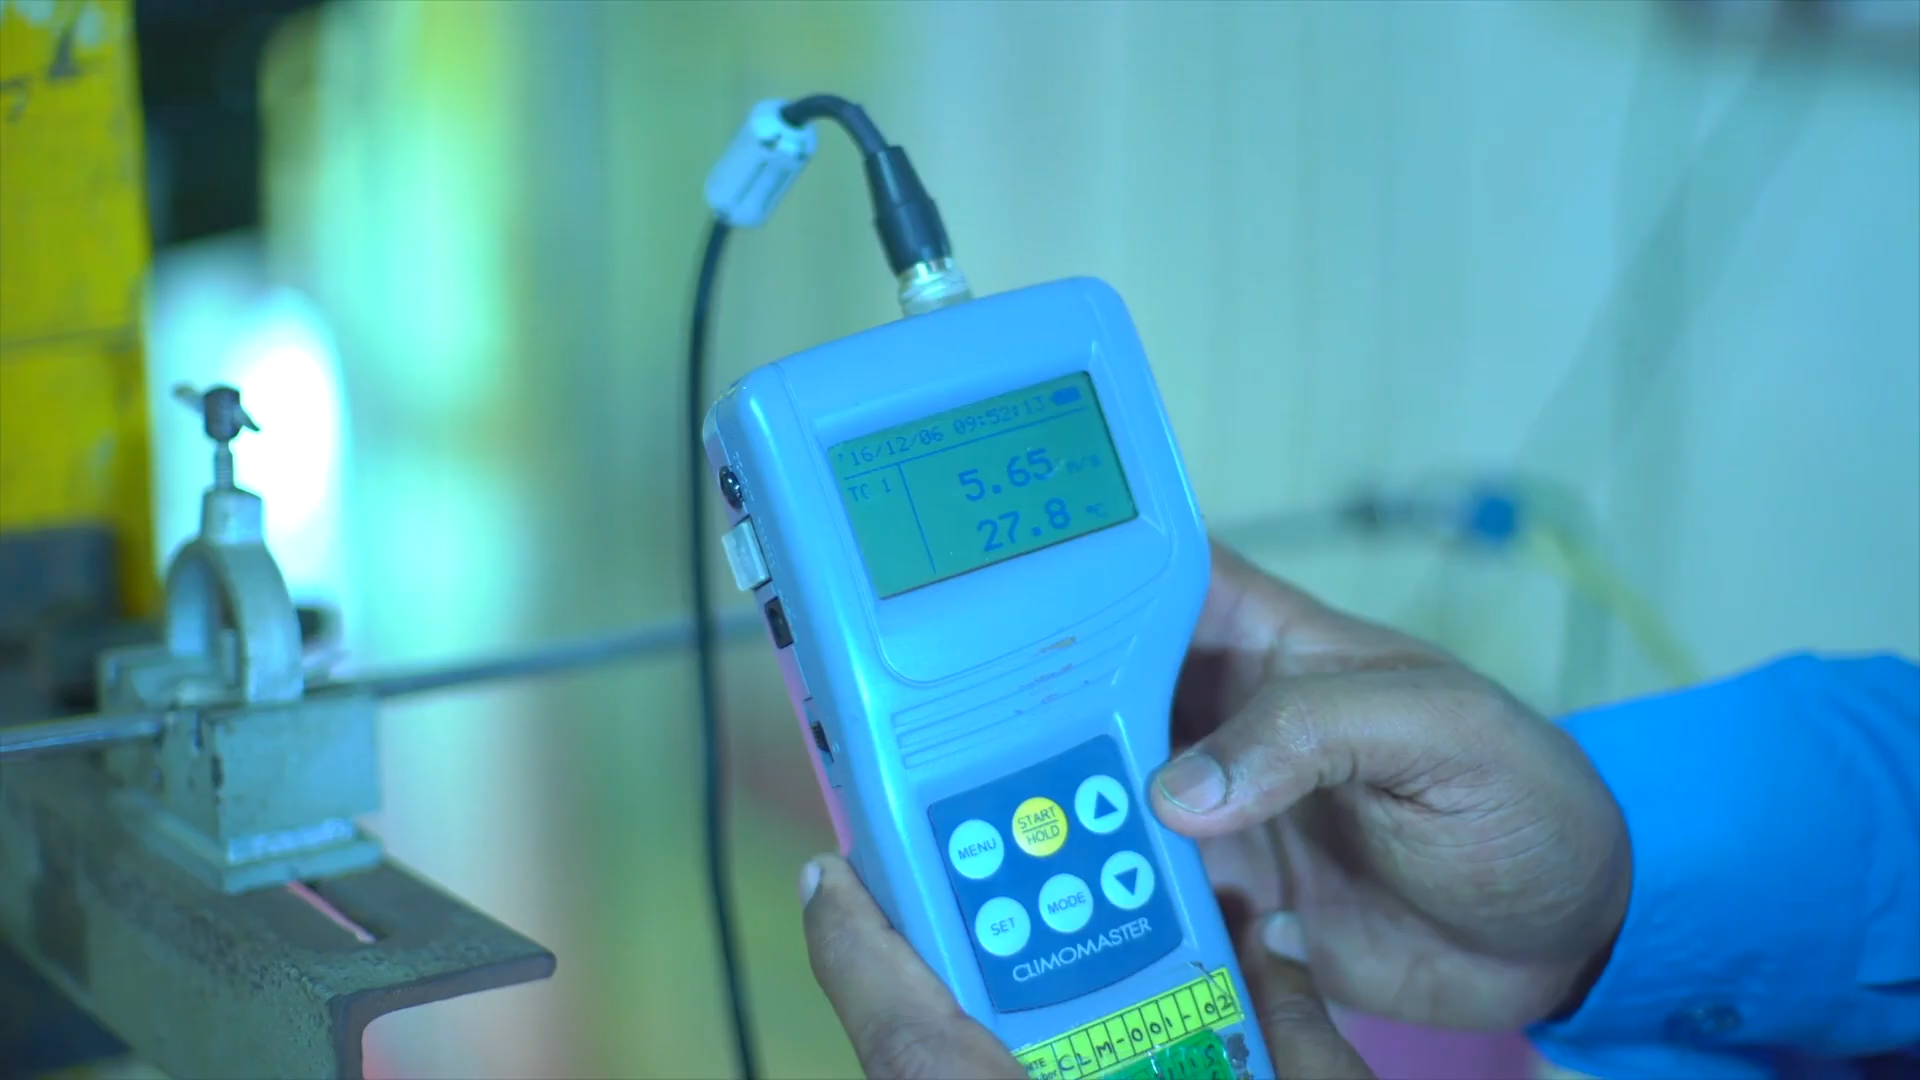 '16/12/06 09:52:13
TC 1
5.65 m/s
27.8 °C
MENU
START
HOLD
SET
MODE
CLIMOMASTER
CLM-001-02